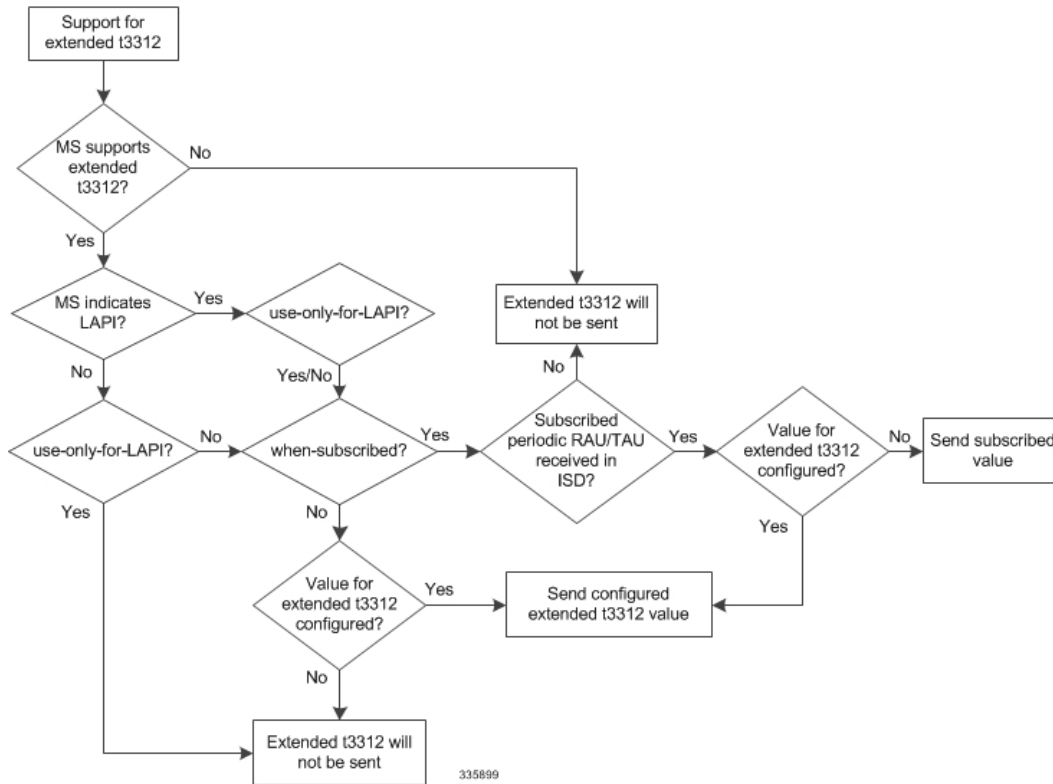 Support for
extended t3312
MS supports
extended
t3312?
No
Yes
MS indicates
LAPI?
Yes
use-only-for-LAPI?
Extended t3312 will
not be sent
No
Yes/No
No
use-only-for-LAPI?
No
when-subscribed?
Yes
Subscribed
periodic RAU/TAU
received in
ISD?
Yes
Value for
extended t3312
configured?
No
Send subscribed
value
Yes
No
Yes
Value for
extended t3312
configured?
Yes
Send configured
extended t3312 value
No
Extended t3312 will
not be sent
335899